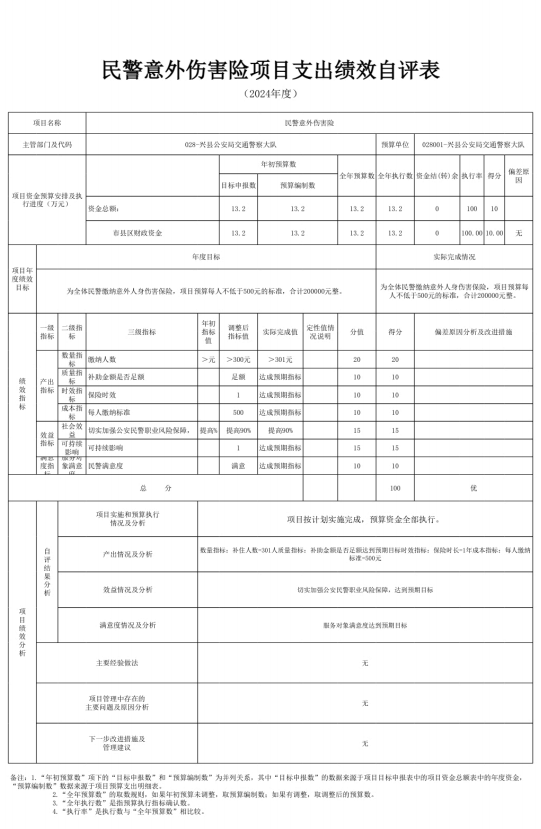 民警意外伤害险项目支出绩效自评表
（2024年度）
项目名称 民警意外伤害险
主管部门及代码 028-兴县公安局交通警察大队 预算单位 028001-兴县公安局交通警察大队
项目资金预算安排及执行进度（万元） 年初预算数 全年预算数 全年执行数 资金结(转)余 执行率 得分 偏差原因
目标申报数 预算编制数
资金总额： 13.2 13.2 13.2 13.2 0 100 10
市县区财政资金 13.2 13.2 13.2 13.2 0 100.00 10.00 无
项目年度绩效目标 年度目标 实际完成情况
为全体民警缴纳意外人身伤害保险，项目预算每人不低于500元的标准，合计200000元整。 为全体民警缴纳意外人身伤害保险，项目预算每人不低于500元的标准，合计200000元整。
绩效指标 一级指标 二级指标 三级指标 年初指标值 调整后指标值 实际完成值 定性值情况说明 分值 得分 偏差原因分析及改进措施
产出指标 数量指标 缴纳人数 ＞元 ＞300元 ＞301元 20 20
质量指标 补助金额是否足额 足额 达成预期指标 10 10
时效指标 保险时效 1 达成预期指标 10 10
成本指标 每人缴纳标准 500 达成预期指标 10 10
效益指标 社会效益 切实加强公安民警职业风险保障， 提高% 提高90% 提高90% 15 15
可持续影响 可持续影响 达成预期指标 15 15
满意度指标 服务对象满意度 民警满意度 满意 达成预期指标 10 10
总 分 100 优
项目绩效分析 自评结果分析 项目实施和预算执行情况及分析 项目按计划实施完成，预算资金全部执行。
产出情况及分析 数量指标：补住人数=301人质量指标：补助金额是否足额达到预期目标时效指标：保险时长=1年成本指标：每人缴纳标准=500元
效益情况及分析 切实加强公安民警职业风险保障，达到预期目标
满意度情况及分析 服务对象满意度达到预期目标
主要经验做法 无
项目管理中存在的主要问题及原因分析 无
下一步改进措施及管理建议 无
备注：1.“年初预算数”项下的“目标申报数”和“预算编制数”为并列关系，其中“目标申报数”的数据来源于项目目标申报表中的项目资金总额表中的年度资金，
“预算编制数”数据来源于项目预算支出明细表。
2.“全年预算数”的取数规则，如果年初预算未调整，取预算编制数；如果有调整，取调整后的预算数。
3.“全年执行数”是指预算执行指标确认数。
4.“执行率”是执行数与“全年预算数”相比较。